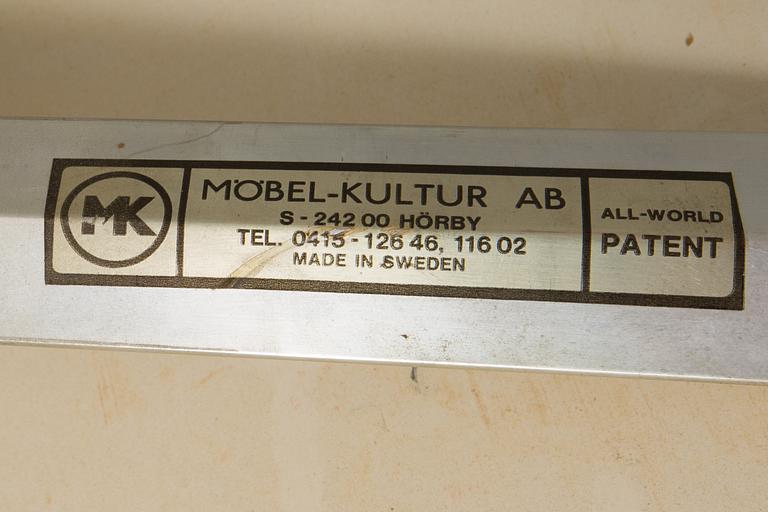 MK
MÖBEL-KULTUR AB
S-242 00 HÖRBY
TEL. 0415-126 46, 116 02
MADE IN SWEDEN
ALL-WORLD
PATENT